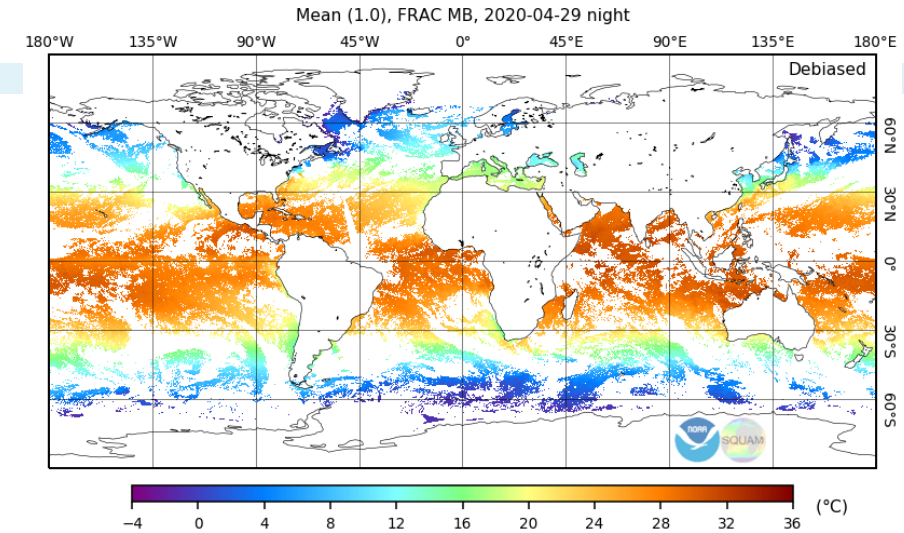 Mean (1.0), FRAC MB, 2020-04-29 night
180°W 135°W 90°W 45°W 0° 45°E 90°E 135°E 180°E
Debiased
60°N
30°N
0°
30°S
60°S
NOAA
SQUAM
−4 0 4 8 12 16 20 24 28 32 36 (°C)